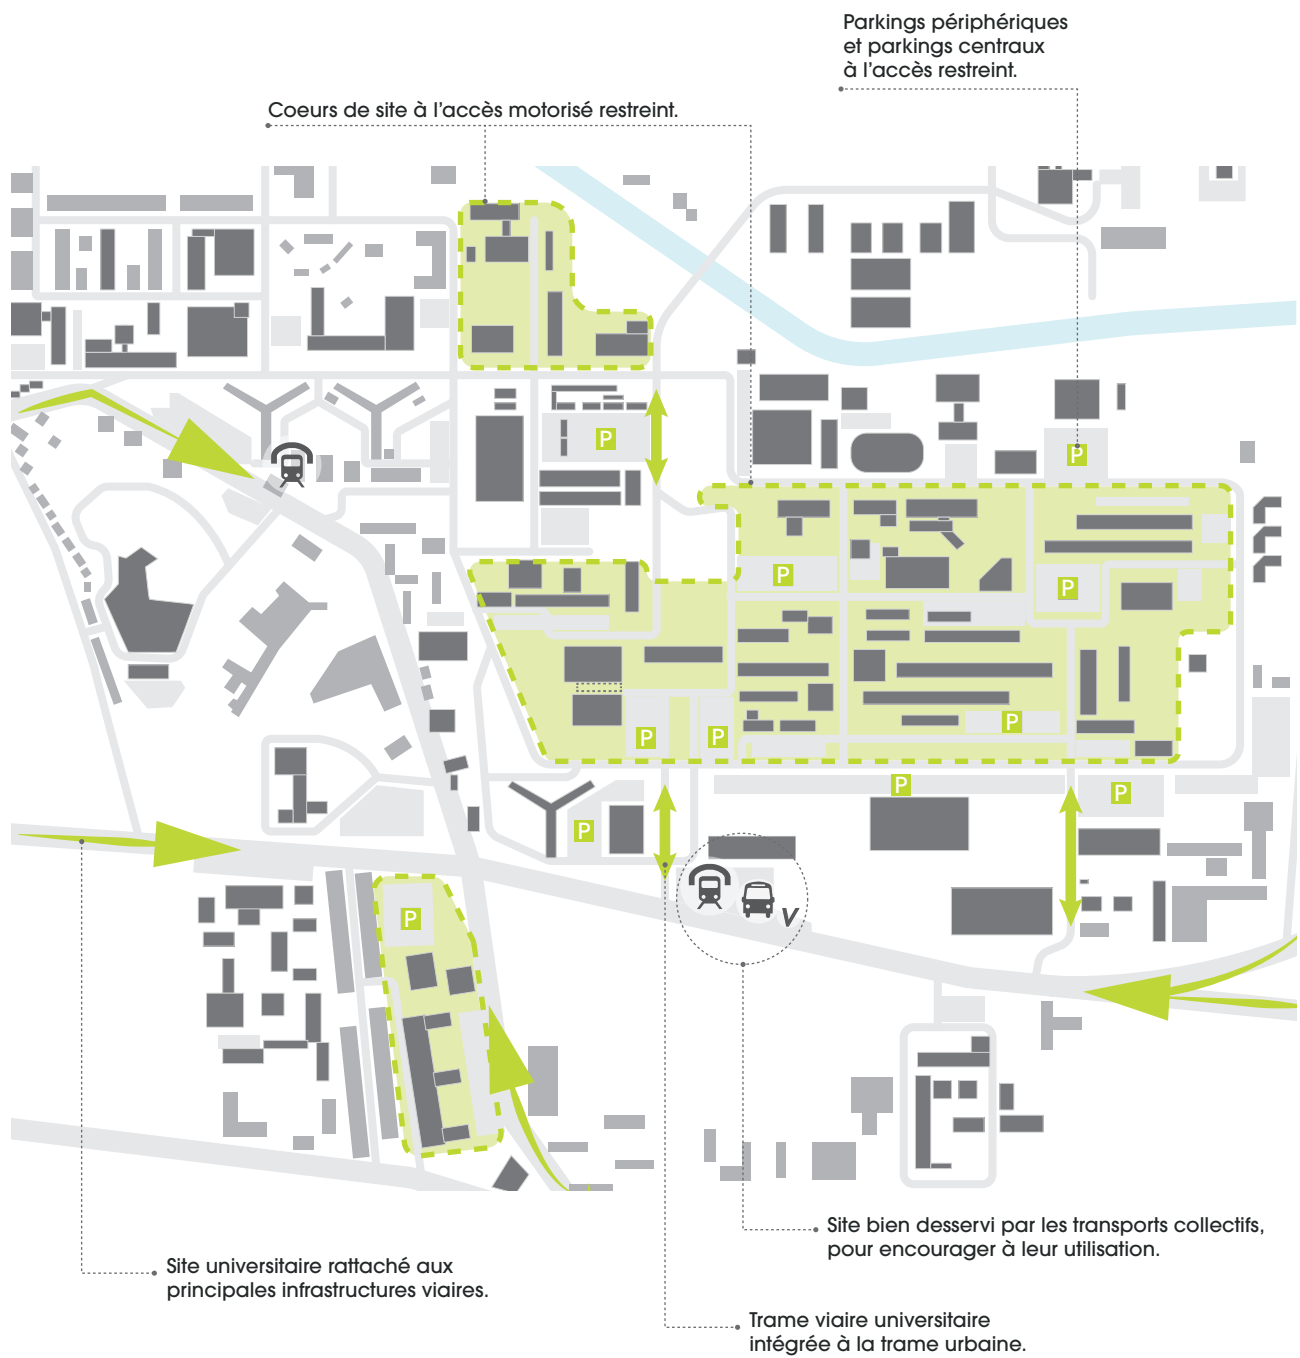 Parkings périphériques
et parkings centraux
à l'accès restreint.
Coeurs de site à l'accès motorisé restreint.
P
P
P
P
P
P
P
P
P
P
P
V
Site bien desservi par les transports collectifs,
pour encourager à leur utilisation.
Site universitaire rattaché aux
principales infrastructures viaires.
Trame viaire universitaire
intégrée à la trame urbaine.